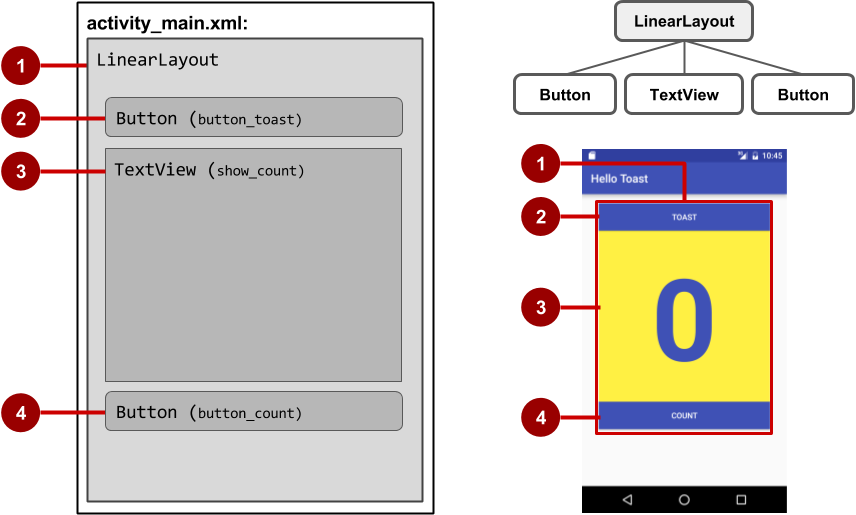 activity_main.xml:
1
LinearLayout
2
Button (button_toast)
3
TextView (show_count)
4
Button (button_count)
LinearLayout
Button
TextView
Button
1
10:45
Hello Toast
2
TOAST
3
0
4
COUNT